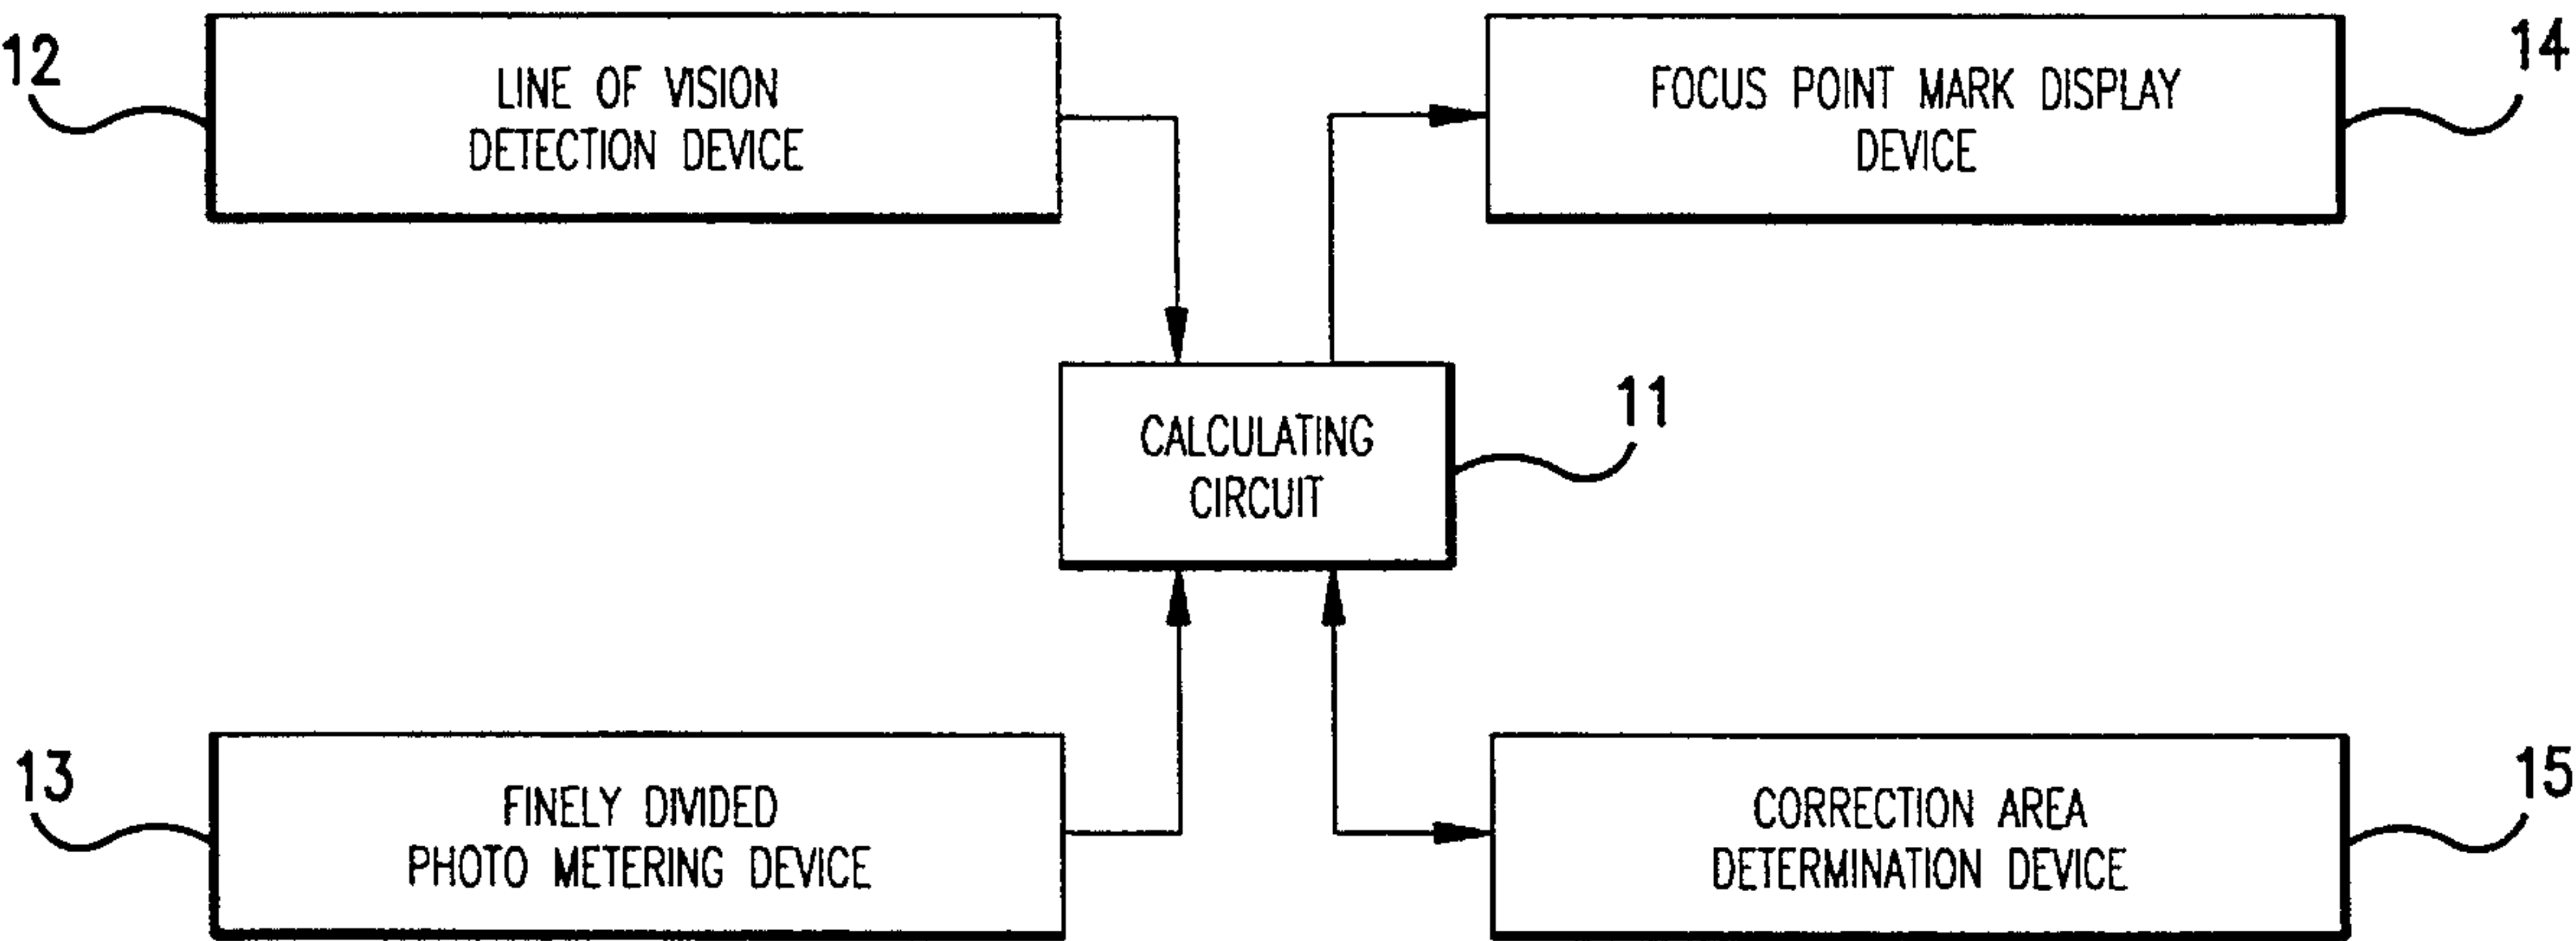 12
LINE OF VISION
DETECTION DEVICE
FOCUS POINT MARK DISPLAY
DEVICE
14
CALCULATING
CIRCUIT
11
13
FINELY DIVIDED
PHOTO METERING DEVICE
CORRECTION AREA
DETERMINATION DEVICE
15